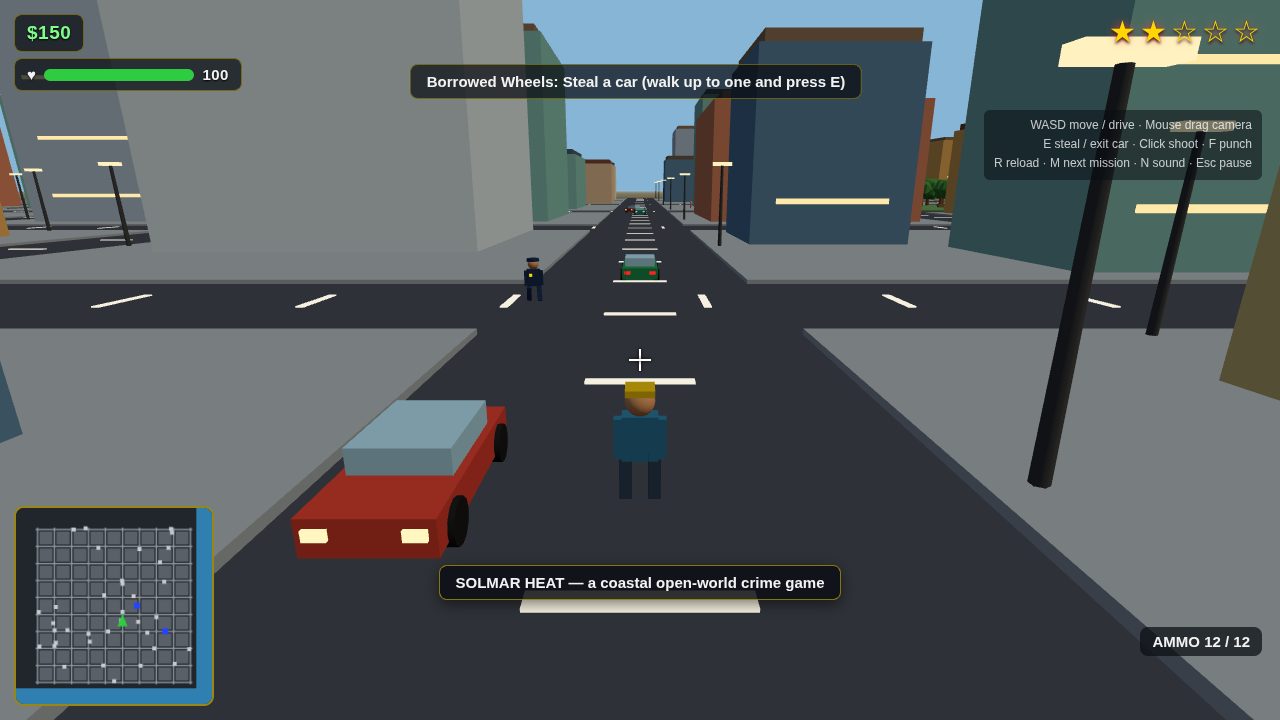 $150
100
Borrowed Wheels: Steal a car (walk up to one and press E)
WASD move / drive · Mouse drag camera
E steal / exit car · Click shoot · F punch
R reload · M next mission · N sound · Esc pause
SOLMAR HEAT — a coastal open-world crime game
AMMO 12 / 12